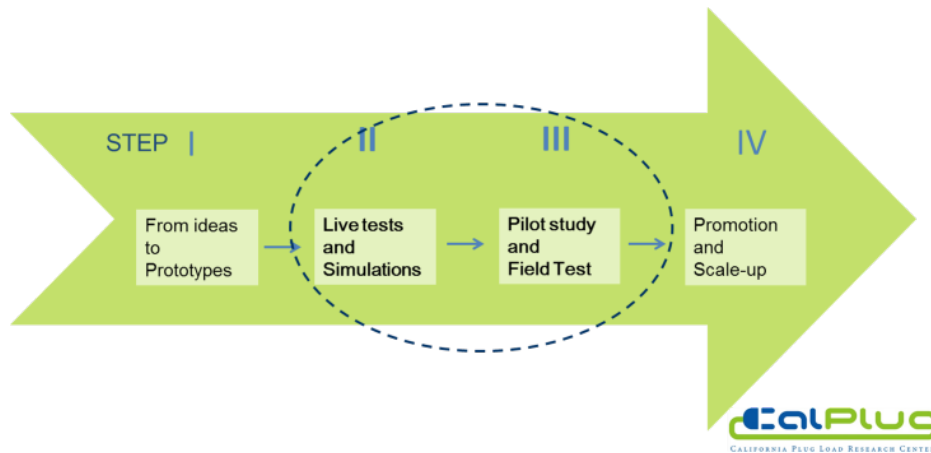 STEP I II III IV
From ideas
to
Prototypes
Live tests
and
Simulations
Pilot study
and
Field Test
Promotion
and
Scale-up
CalPlug
CALIFORNIA PLUG LOAD RESEARCH CENTER